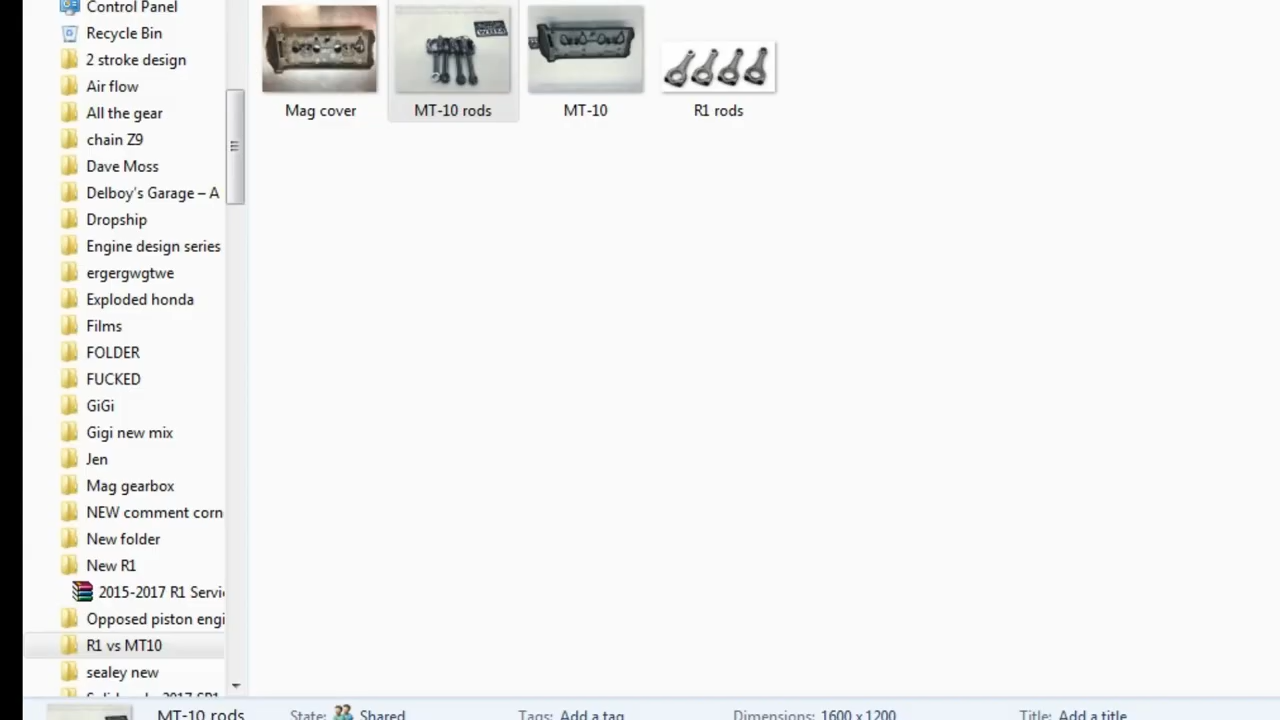 Control Panel
Recycle Bin
2 stroke design
Air flow
All the gear
chain Z9
Dave Moss
Delboy's Garage – A
Dropship
Engine design series
ergergwgtwe
Exploded honda
Films
FOLDER
FUCKED
GiGi
Gigi new mix
Jen
Mag gearbox
NEW comment corn
New folder
New R1
2015-2017 R1 Servi
Opposed piston engi
R1 vs MT10
sealey new
Mag cover
MT-10 rods
MT-10
R1 rods
MT-10 rods
State: Shared
Tags: Add a tag
Dimensions: 1600 x 1200
Title: Add a title